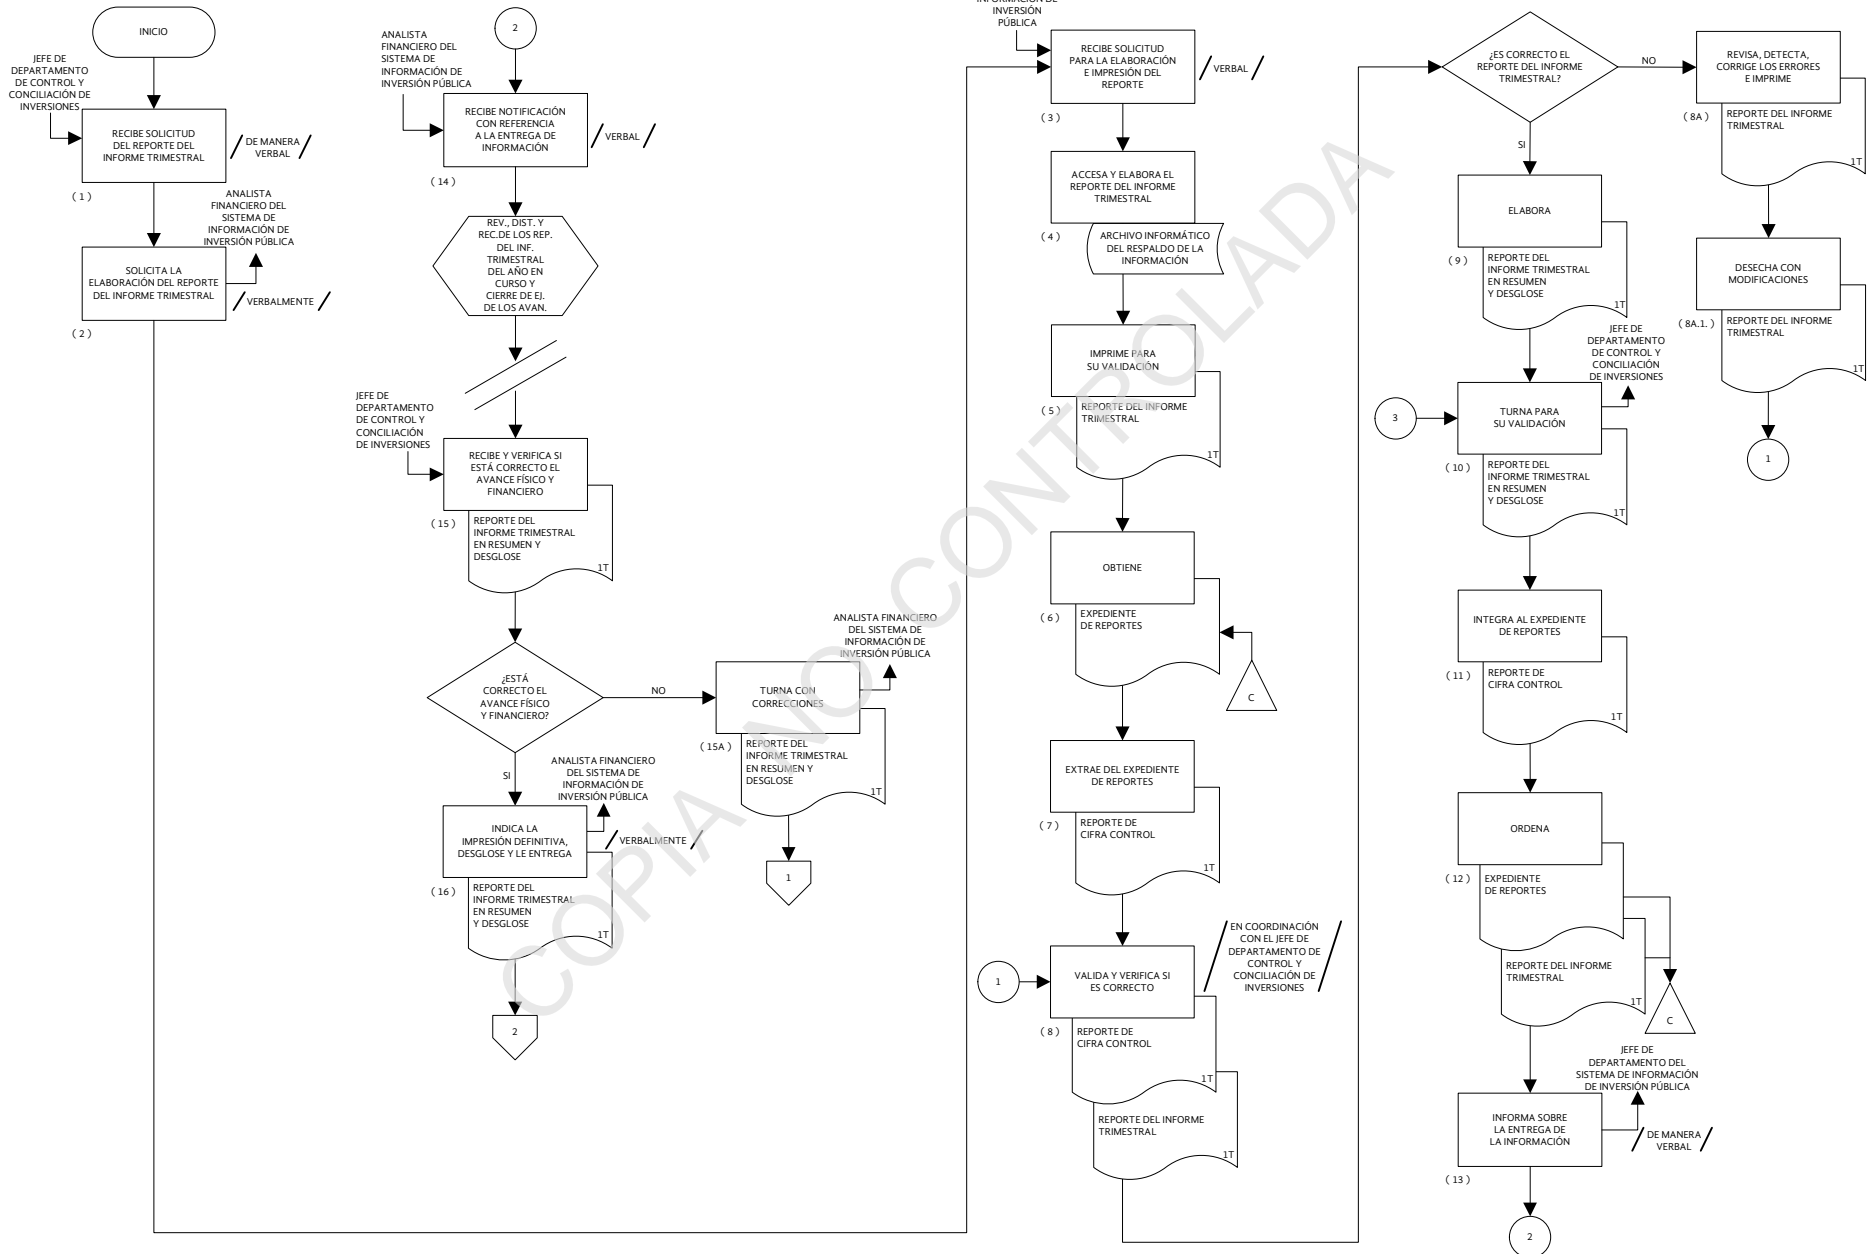 INICIO
JEFE DE
DEPARTAMENTO
DE CONTROL Y
CONCILIACIÓN DE
INVERSIONES
RECIBE SOLICITUD
DEL REPORTE DEL
INFORME TRIMESTRAL
DE MANERA
VERBAL
( 1 )
ANALISTA
FINANCIERO DEL
SISTEMA DE
INFORMACIÓN DE
INVERSIÓN PÚBLICA
SOLICITA LA
ELABORACIÓN DEL REPORTE
DEL INFORME TRIMESTRAL
VERBALMENTE
( 2 )
2
ANALISTA
FINANCIERO DEL
SISTEMA DE
INFORMACIÓN DE
INVERSIÓN PÚBLICA
RECIBE NOTIFICACIÓN
CON REFERENCIA
A LA ENTREGA DE
INFORMACIÓN
VERBAL
( 14 )
REV., DIST. Y
REC.DE LOS REP.
DEL INF.
TRIMESTRAL
DEL AÑO EN
CURSO Y
CIERRE DE EJ.
DE LOS AVAN.
JEFE DE
DEPARTAMENTO
DE CONTROL Y
CONCILIACIÓN
DE INVERSIONES
RECIBE Y VERIFICA SI
ESTÁ CORRECTO EL
AVANCE FÍSICO Y
FINANCIERO
( 15 )
REPORTE DEL
INFORME TRIMESTRAL
EN RESUMEN Y
DESGLOSE
1T
¿ESTÁ
CORRECTO EL
AVANCE FÍSICO
Y FINANCIERO?
NO
SI
ANALISTA FINANCIERO
DEL SISTEMA DE
INFORMACIÓN DE
INVERSIÓN PÚBLICA
TURNA CON
CORRECCIONES
( 15A )
REPORTE DEL
INFORME TRIMESTRAL
EN RESUMEN Y
DESGLOSE
1T
1
ANALISTA FINANCIERO
DEL SISTEMA DE
INFORMACIÓN DE
INVERSIÓN PÚBLICA
INDICA LA
IMPRESIÓN DEFINITIVA,
DESGLOSE Y LE ENTREGA
VERBALMENTE
( 16 )
REPORTE DEL
INFORME TRIMESTRAL
EN RESUMEN
Y DESGLOSE
1T
2
INVERSIÓN
PÚBLICA
RECIBE SOLICITUD
PARA LA ELABORACIÓN
E IMPRESIÓN DEL
REPORTE
VERBAL
( 3 )
ACCESA Y ELABORA EL
REPORTE DEL INFORME
TRIMESTRAL
( 4 )
ARCHIVO INFORMÁTICO
DEL RESPALDO DE LA
INFORMACIÓN
IMPRIME PARA
SU VALIDACIÓN
( 5 )
REPORTE DEL INFORME
TRIMESTRAL
1T
OBTIENE
( 6 )
EXPEDIENTE
DE REPORTES
C
EXTRAE DEL EXPEDIENTE
DE REPORTES
( 7 )
REPORTE DE
CIFRA CONTROL
1T
1
VALIDA Y VERIFICA SI
ES CORRECTO
EN COORDINACIÓN
CON EL JEFE DE
DEPARTAMENTO DE
CONTROL Y
CONCILIACIÓN DE
INVERSIONES
( 8 )
REPORTE DE
CIFRA CONTROL
1T
REPORTE DEL INFORME
TRIMESTRAL
1T
¿ES CORRECTO EL
REPORTE DEL INFORME
TRIMESTRAL?
NO
SI
REVISA, DETECTA,
CORRIGE LOS ERRORES
E IMPRIME
( 8A )
REPORTE DEL INFORME
TRIMESTRAL
1T
DESECHA CON
MODIFICACIONES
( 8A.1. )
REPORTE DEL INFORME
TRIMESTRAL
1T
1
ELABORA
( 9 )
REPORTE DEL
INFORME TRIMESTRAL
EN RESUMEN
Y DESGLOSE
1T
JEFE DE
DEPARTAMENTO
DE CONTROL Y
CONCILIACIÓN
DE INVERSIONES
3
TURNA PARA
SU VALIDACIÓN
( 10 )
REPORTE DEL
INFORME TRIMESTRAL
EN RESUMEN
Y DESGLOSE
1T
INTEGRA AL EXPEDIENTE
DE REPORTES
( 11 )
REPORTE DE
CIFRA CONTROL
1T
ORDENA
( 12 )
EXPEDIENTE
DE REPORTES
REPORTE DEL INFORME
TRIMESTRAL
1T
C
JEFE DE
DEPARTAMENTO DEL
SISTEMA DE INFORMACIÓN
DE INVERSIÓN PÚBLICA
INFORMA SOBRE
LA ENTREGA DE
LA INFORMACIÓN
DE MANERA
VERBAL
( 13 )
2
COPIA NO CONTROLADA